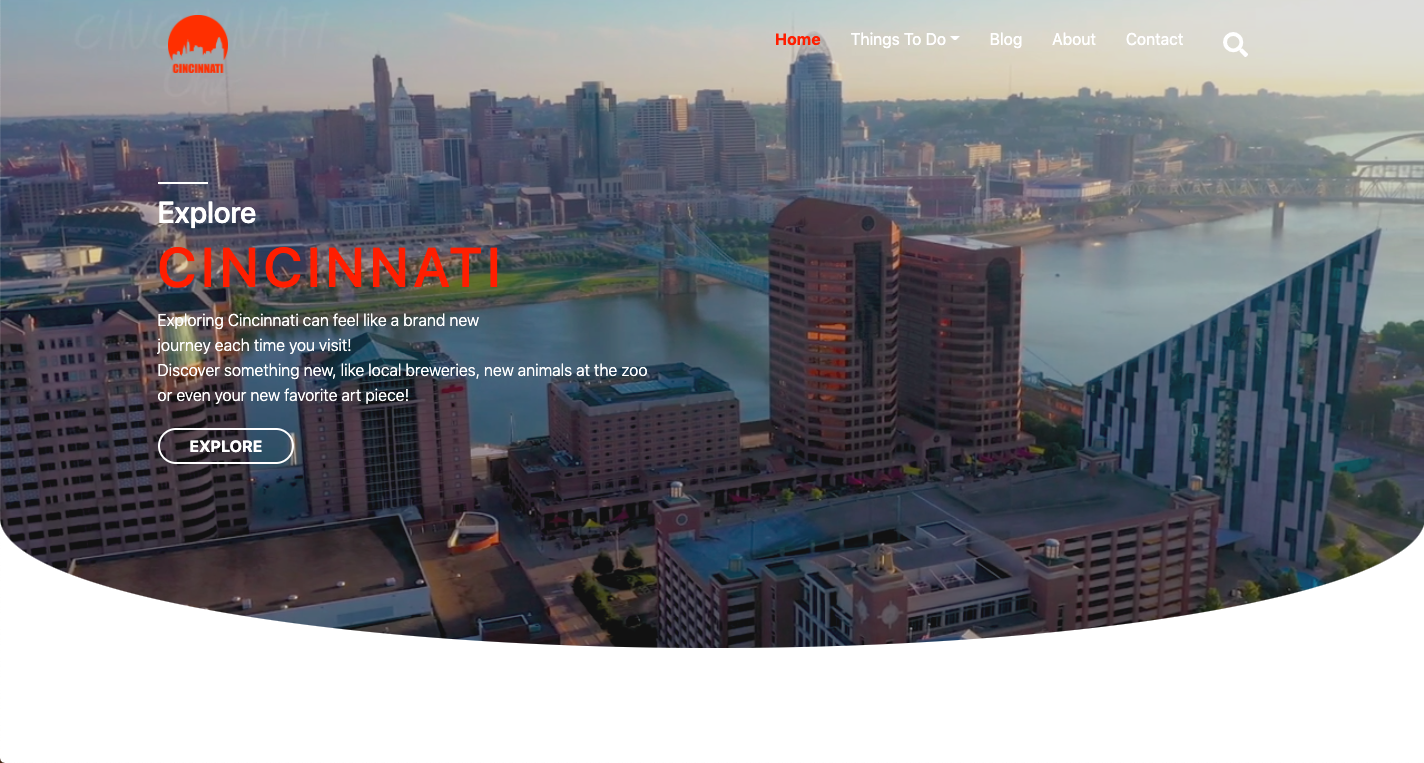 CINCINNATI
CINCINNATI
Home
Things To Do
Blog
About
Contact
Explore
CINCINNATI
Exploring Cincinnati can feel like a brand new
journey each time you visit!
Discover something new, like local breweries, new animals at the zoo
or even your new favorite art piece!
EXPLORE